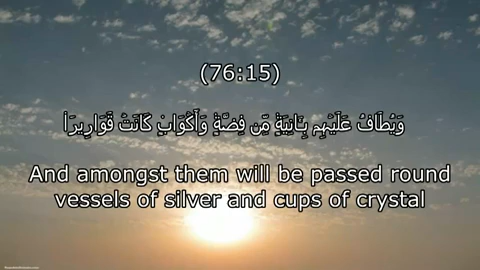 (76:15)
وَيُطَافُ عَلَيْهِم بِـَٔانِيَةٍۢ مِّن فِضَّةٍۢ وَأَكْوَابٍۢ كَانَتْ قَوَارِيرَا۠
And amongst them will be passed round
vessels of silver and cups of crystal